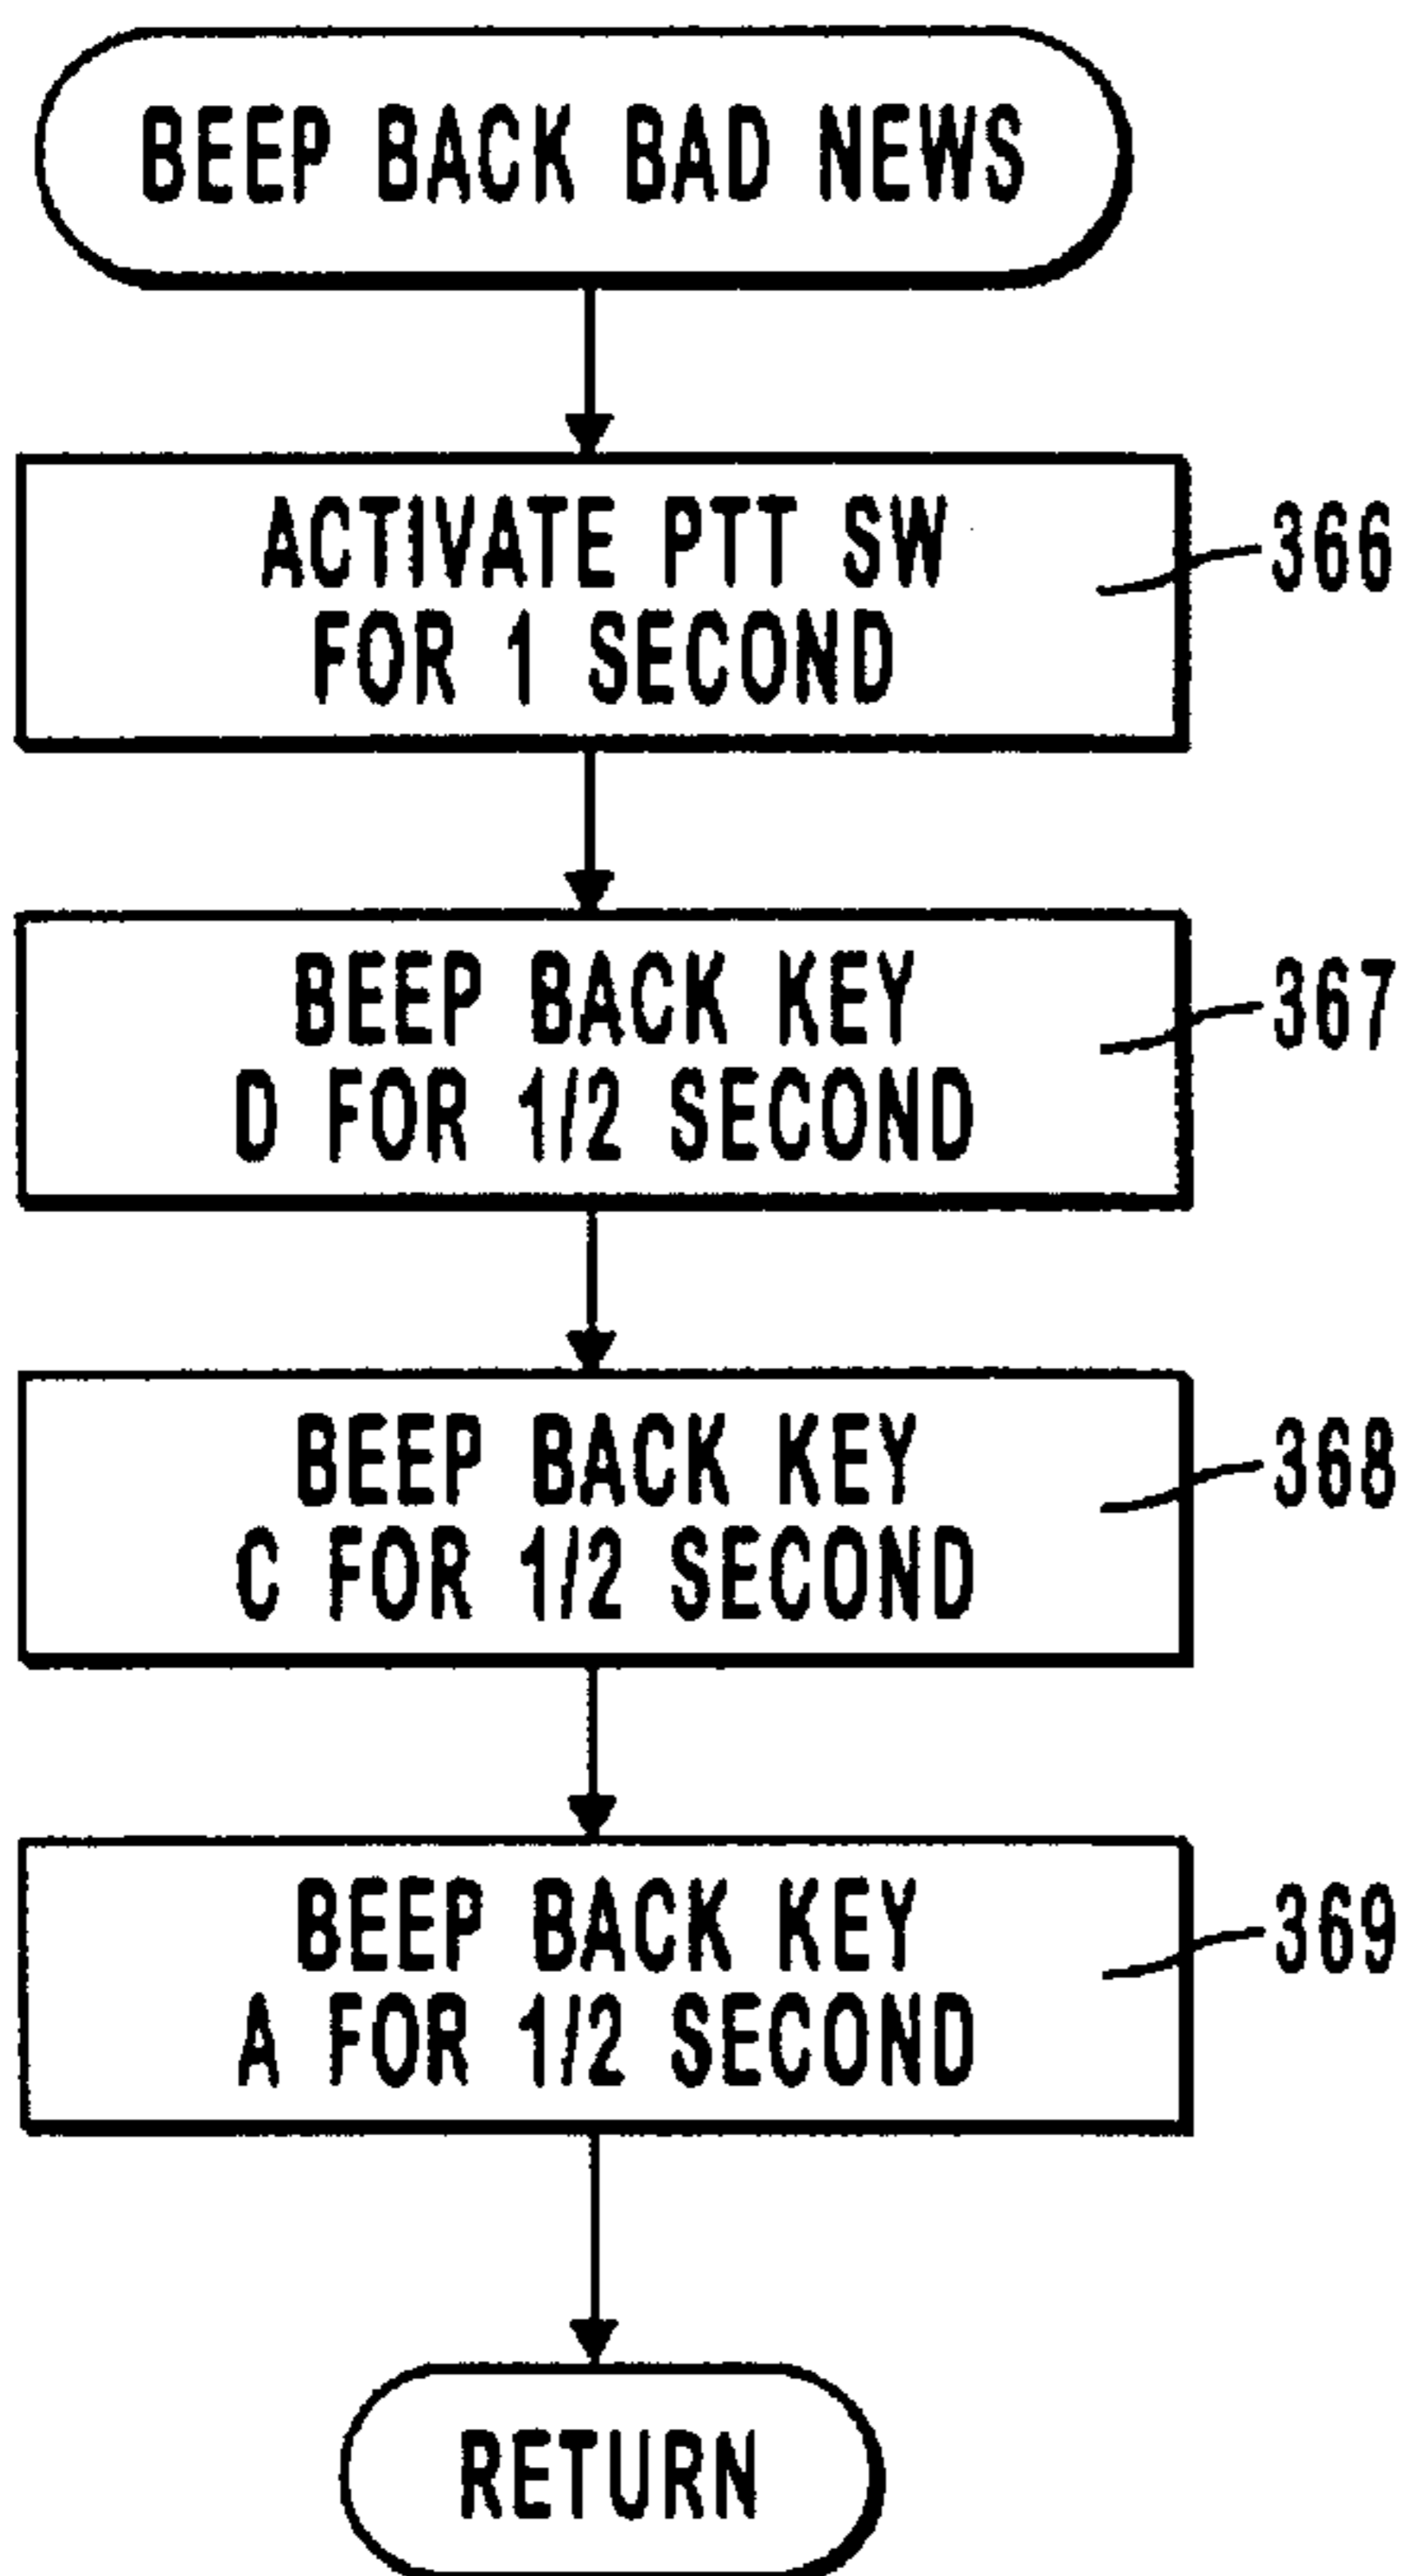 BEEP BACK BAD NEWS
ACTIVATE PTT SW
FOR 1 SECOND
366
BEEP BACK KEY
D FOR 1/2 SECOND
367
BEEP BACK KEY
C FOR 1/2 SECOND
368
BEEP BACK KEY
A FOR 1/2 SECOND
369
RETURN